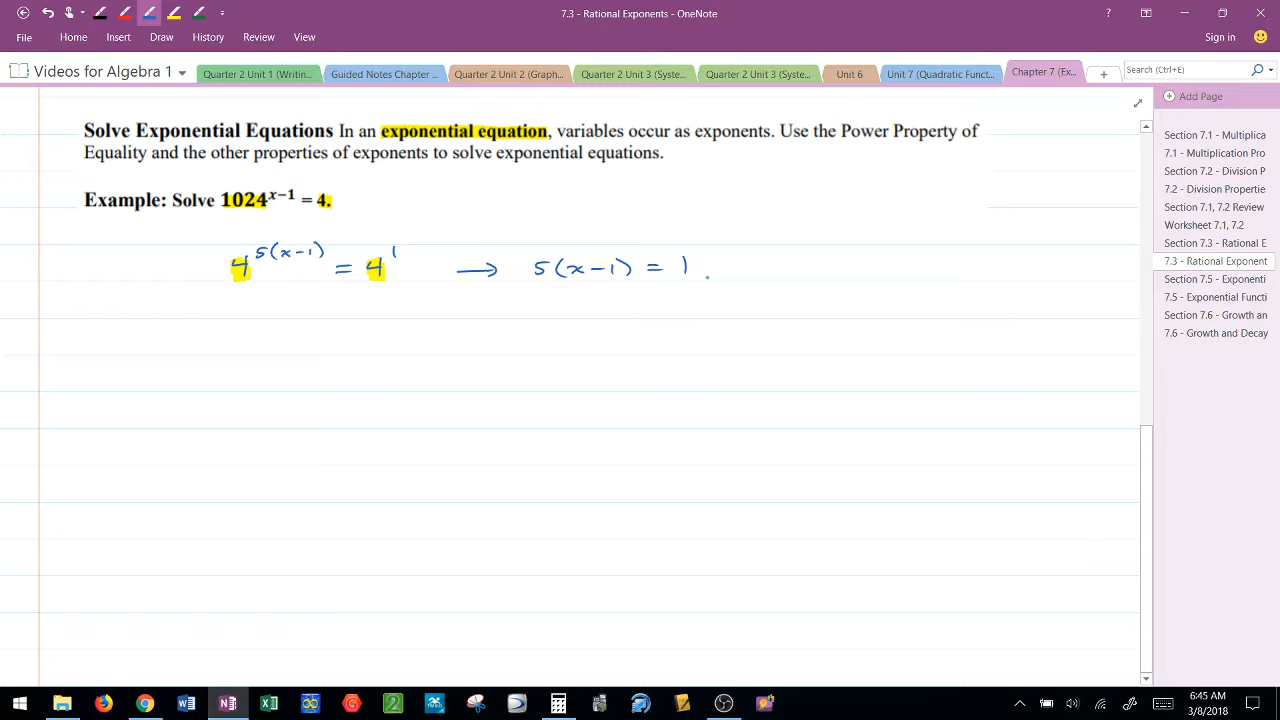 7.3 - Rational Exponents - OneNote
File Home Insert Draw History Review View
Sign in
Videos for Algebra 1
Quarter 2 Unit 1 (Writin...
Guided Notes Chapter ...
Quarter 2 Unit 2 (Graph...
Quarter 2 Unit 3 (Syste...
Quarter 2 Unit 3 (Syste...
Unit 6
Unit 7 (Quadratic Funct...
Chapter 7 (Ex...
Search (Ctrl+E)
Solve Exponential Equations In an exponential equation, variables occur as exponents. Use the Power Property of
Equality and the other properties of exponents to solve exponential equations.
Example: Solve 1024^{x−1} = 4.
4^{5(x−1)} = 4^{1} → 5(x−1) = 1
Add Page
Section 7.1 - Multiplica
7.1 - Multiplication Pro
Section 7.2 - Division P
7.2 - Division Propertie
Section 7.1, 7.2 Review
Worksheet 7.1, 7.2
Section 7.3 - Rational E
7.3 - Rational Exponent
Section 7.5 - Exponenti
7.5 - Exponential Functi
Section 7.6 - Growth an
7.6 - Growth and Decay
6:45 AM
3/8/2018